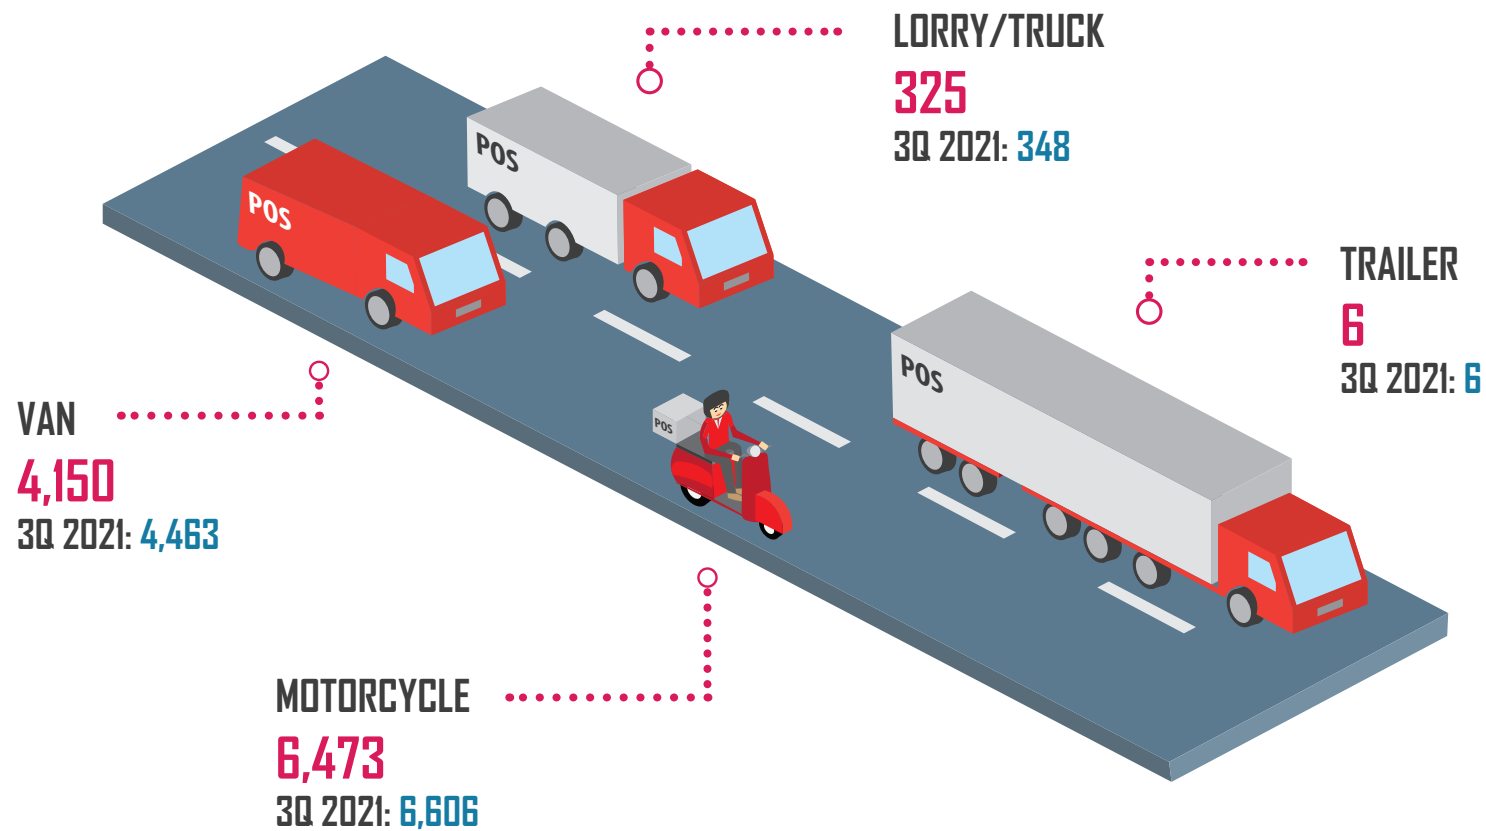 LORRY/TRUCK
325
3Q 2021: 348
POS
POS
TRAILER
6
3Q 2021: 6
POS
VAN
4,150
3Q 2021: 4,463
POS
MOTORCYCLE
6,473
3Q 2021: 6,606